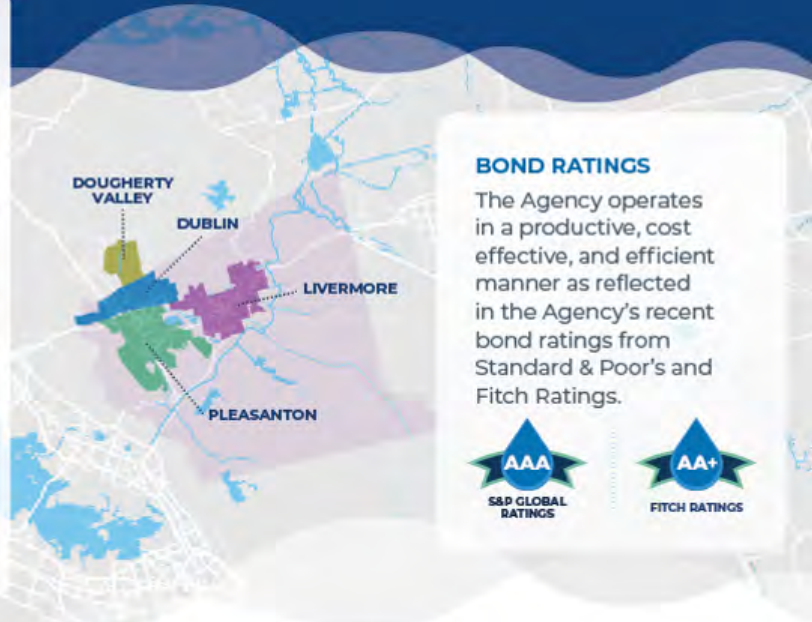 DOUGHERTY
VALLEY
DUBLIN
LIVERMORE
PLEASANTON
BOND RATINGS
The Agency operates
in a productive, cost
effective, and efficient
manner as reflected
in the Agency's recent
bond ratings from
Standard & Poor's and
Fitch Ratings.
AAA
S&P GLOBAL
RATINGS
AA+
FITCH RATINGS